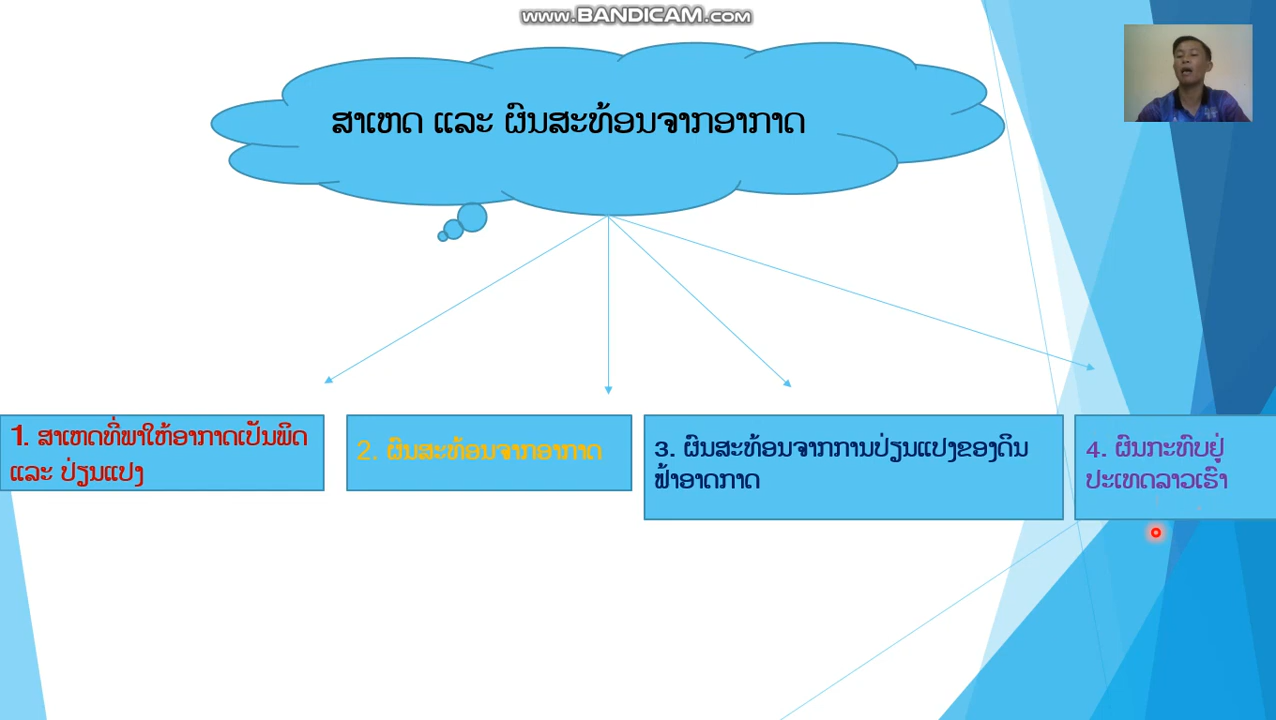 www.BANDICAM.com
ສາເຫດ ແລະ ຜົນສະທ້ອນຈາກອາກາດ
1. ສາເຫດທີ່ພາໃຫ້ອາກາດເປັນພິດ
ແລະ ປ່ຽນແປງ
2. ຜົນສະທ້ອນຈາກອາກາດ
3. ຜົນສະທ້ອນຈາກການປ່ຽນແປງຂອງດິນ
ຟ້າອາດກາດ
4. ຜົນກະທົບຢູ່
ປະເທດລາວເຮົາ